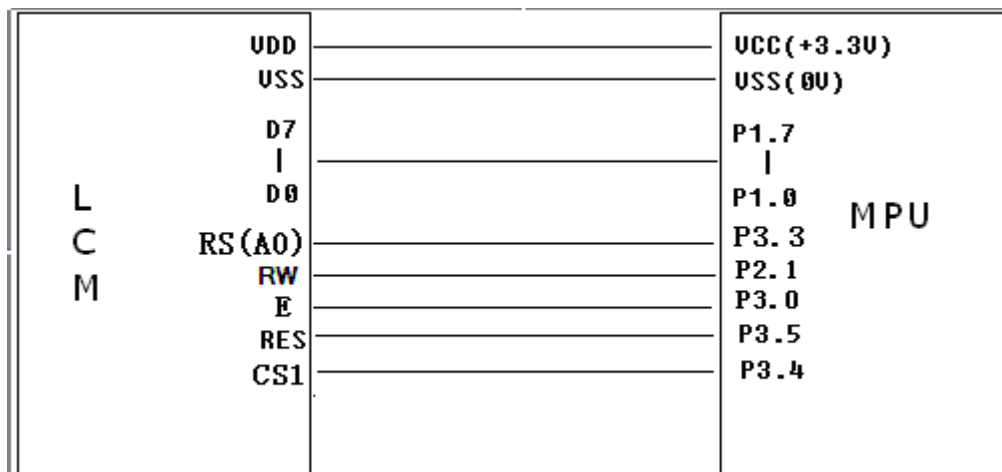 VDD VCC(+3.3V)
VSS VSS(0V)
D7 P1.7
| |
D0 P1.0
L
C
M
MPU
RS(A0) P3.3
RW P2.1
E P3.0
RES P3.5
CS1 P3.4